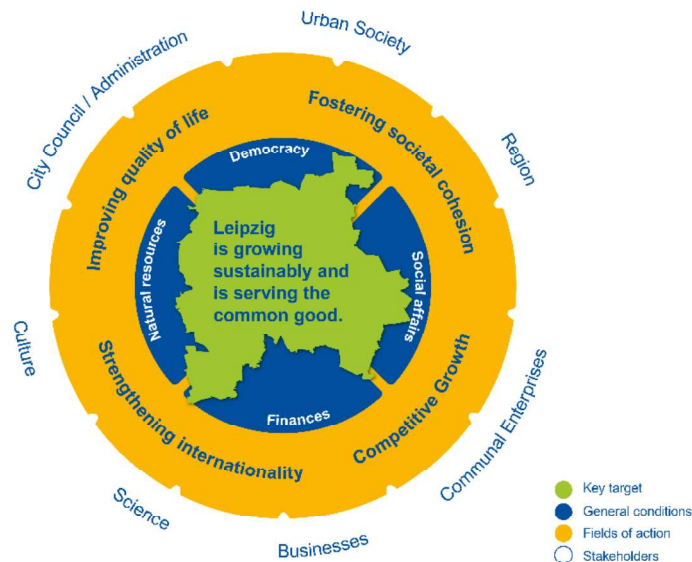 Urban Society
City Council / Administration
Region
Culture
Science
Businesses
Communal Enterprises
Improving quality of life
Fostering societal cohesion
Strengthening internationality
Competitive Growth
Democracy
Natural resources
Social affairs
Finances
Leipzig
is growing
sustainably and
is serving the
common good.
Key target
General conditions
Fields of action
Stakeholders